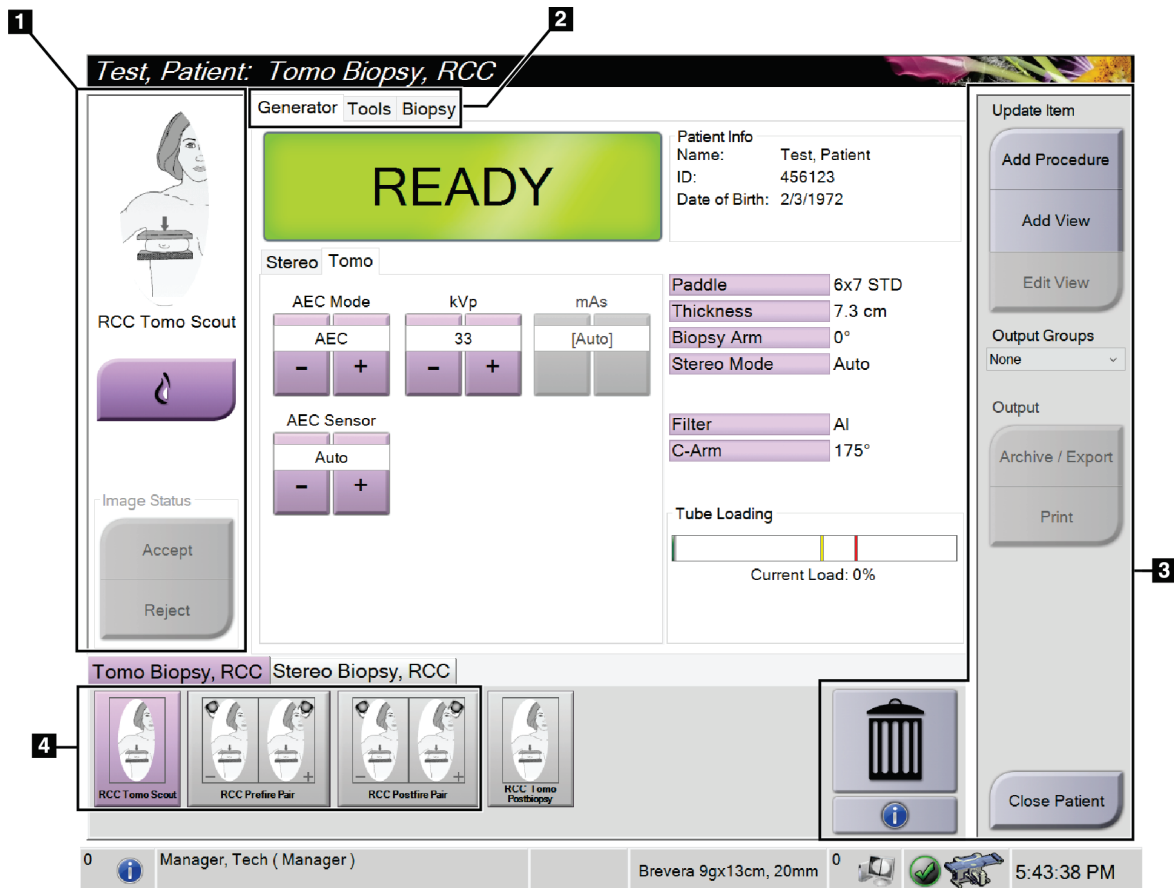 1
2
Test, Patient: Tomo Biopsy, RCC
Generator Tools Biopsy
Update Item
READY
Patient Info
Name: Test, Patient
ID: 456123
Date of Birth: 2/3/1972
Add Procedure
Add View
Edit View
RCC Tomo Scout
Stereo Tomo
AEC Mode kVp mAs
AEC 33 [Auto]
- + - +
AEC Sensor
Auto
- +
Paddle 6x7 STD
Thickness 7.3 cm
Biopsy Arm 0°
Stereo Mode Auto
Filter Al
C-Arm 175°
Output Groups
None
Output
Archive / Export
Print
Image Status
Accept
Reject
Tube Loading
Current Load: 0%
3
Tomo Biopsy, RCC Stereo Biopsy, RCC
4
- + - +
RCC Tomo Scout
RCC Prefire Pair
RCC Postfire Pair
RCC Tomo
Postbiopsy
i
Close Patient
0 i Manager, Tech ( Manager ) Brevera 9gx13cm, 20mm 0 5:43:38 PM